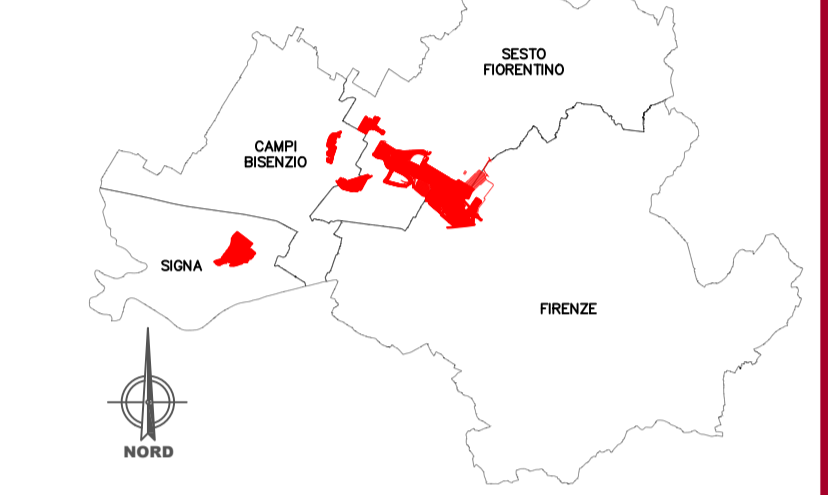 SESTO
FIORENTINO
CAMPI
BISENZIO
SIGNA
FIRENZE
NORD